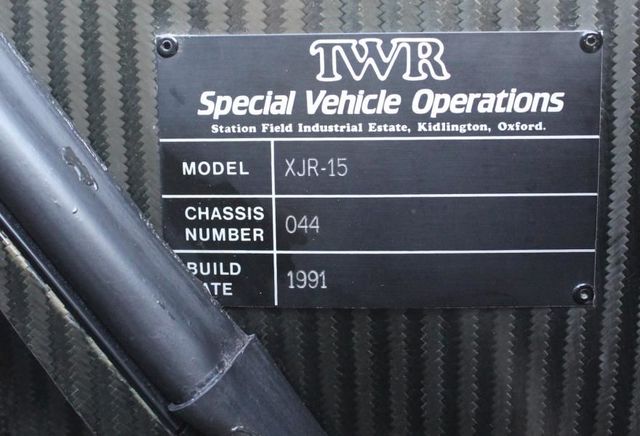 TWR
Special Vehicle Operations
Station Field Industrial Estate, Kidlington, Oxford.
MODEL XJR-15
CHASSIS NUMBER 044
BUILD 1991